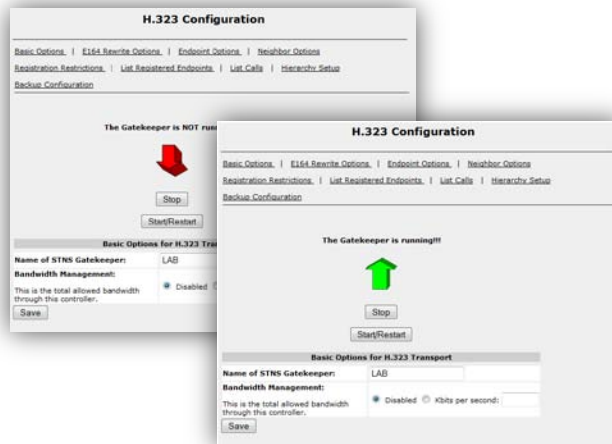 H.323 Configuration
Basic Options | E164 Rewrite Options | Endpoint Options | Neighbor Options
Registration Restrictions | List Registered Endpoints | List Calls | Hierarchy Setup
Backup Configuration
The Gatekeeper is NOT
Stop
Start/Restart
Basic Options for H.323
Name of STNS Gatekeeper: LAB
Bandwidth Management:
This is the total allowed bandwidth
through this controller.
Disabled
Save
H.323 Configuration
Basic Options | E164 Rewrite Options | Endpoint Options | Neighbor Options
Registration Restrictions | List Registered Endpoints | List Calls | Hierarchy Setup
Backup Configuration
The Gatekeeper is running!!!
Stop
Start/Restart
Basic Options for H.323 Transport
Name of STNS Gatekeeper: LAB
Bandwidth Management:
This is the total allowed bandwidth
through this controller.
Disabled Kbits per second:
Save